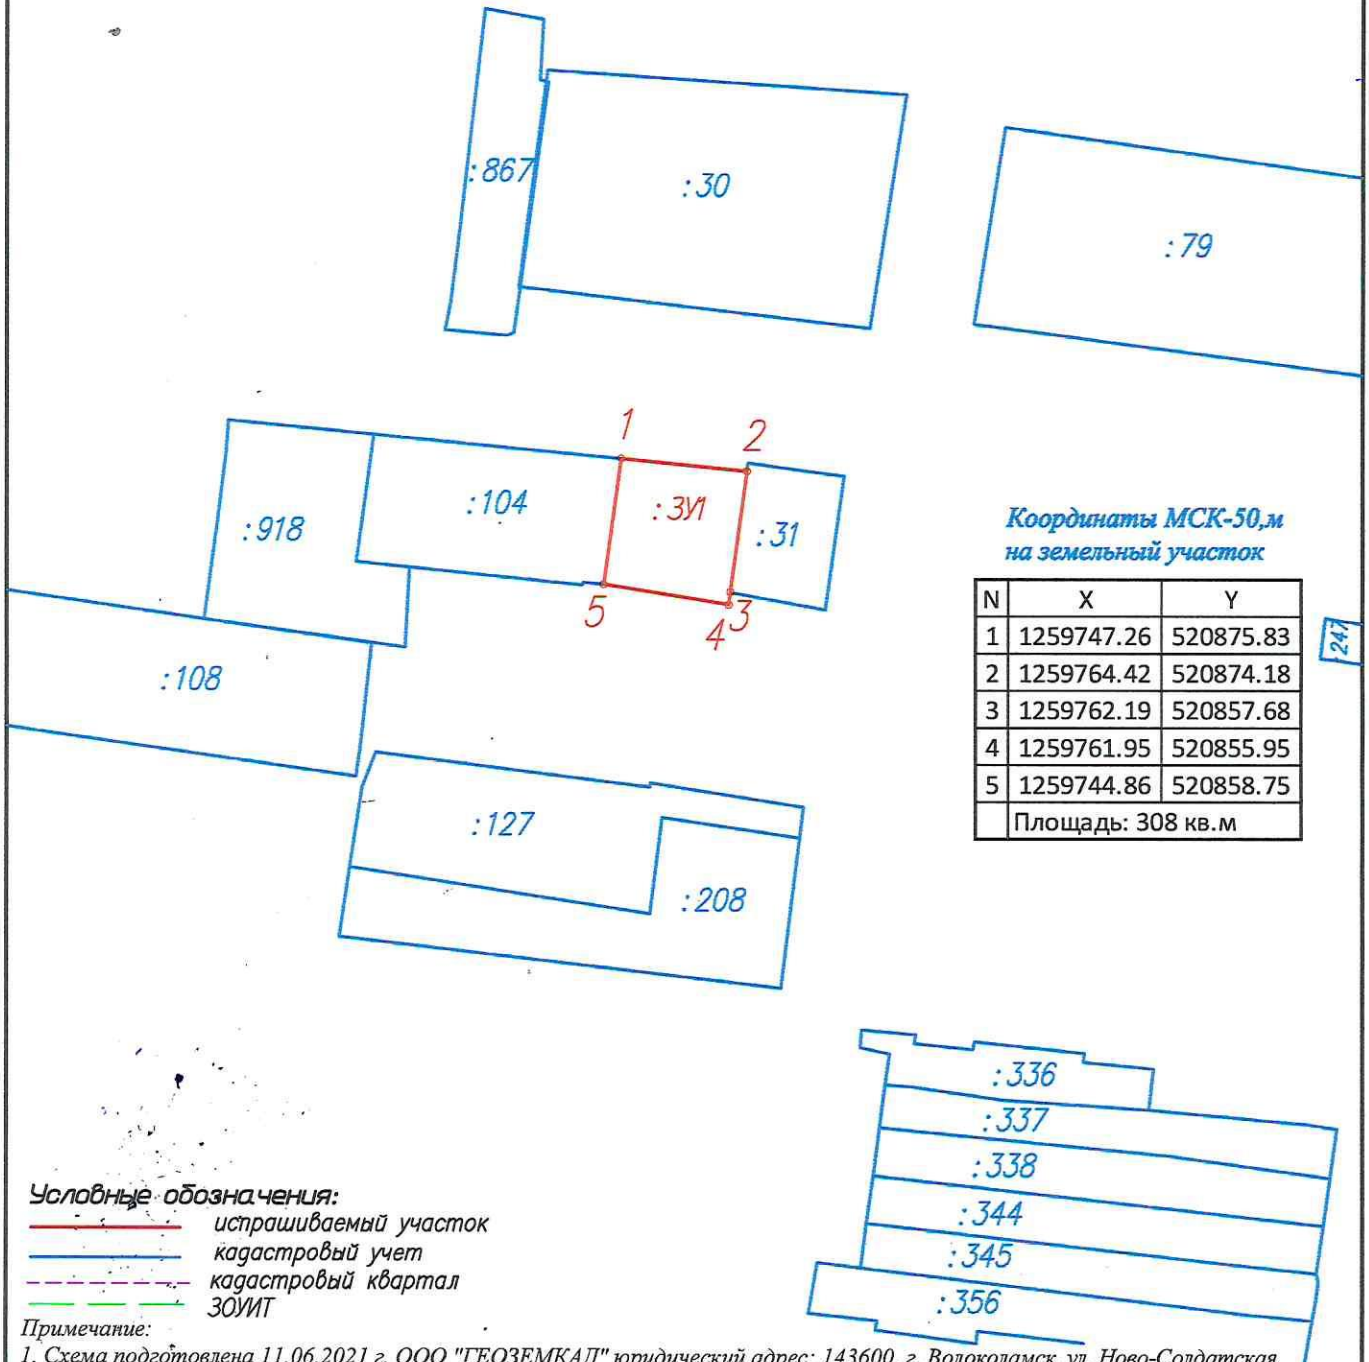 :867
:30
:79
1
2
:104
:ЗУ1
:918
:31
5
3
4
:108
Координаты МСК-50,м
на земельный участок
N X Y
1 1259747.26 520875.83
2 1259764.42 520874.18
3 1259762.19 520857.68
4 1259761.95 520855.95
5 1259744.86 520858.75
Площадь: 308 кв.м
:247
:127
:208
:336
:337
:338
:344
:345
:356
Условные обозначения:
испрашиваемый участок
кадастровый учет
кадастровый квартал
ЗОУИТ
Примечание:
1. Схема подготовлена 11.06.2021 г. ООО "ГЕОЗЕМКАД" юридический адрес: 143600, г. Волоколамск, ул. Ново-Солдатская,